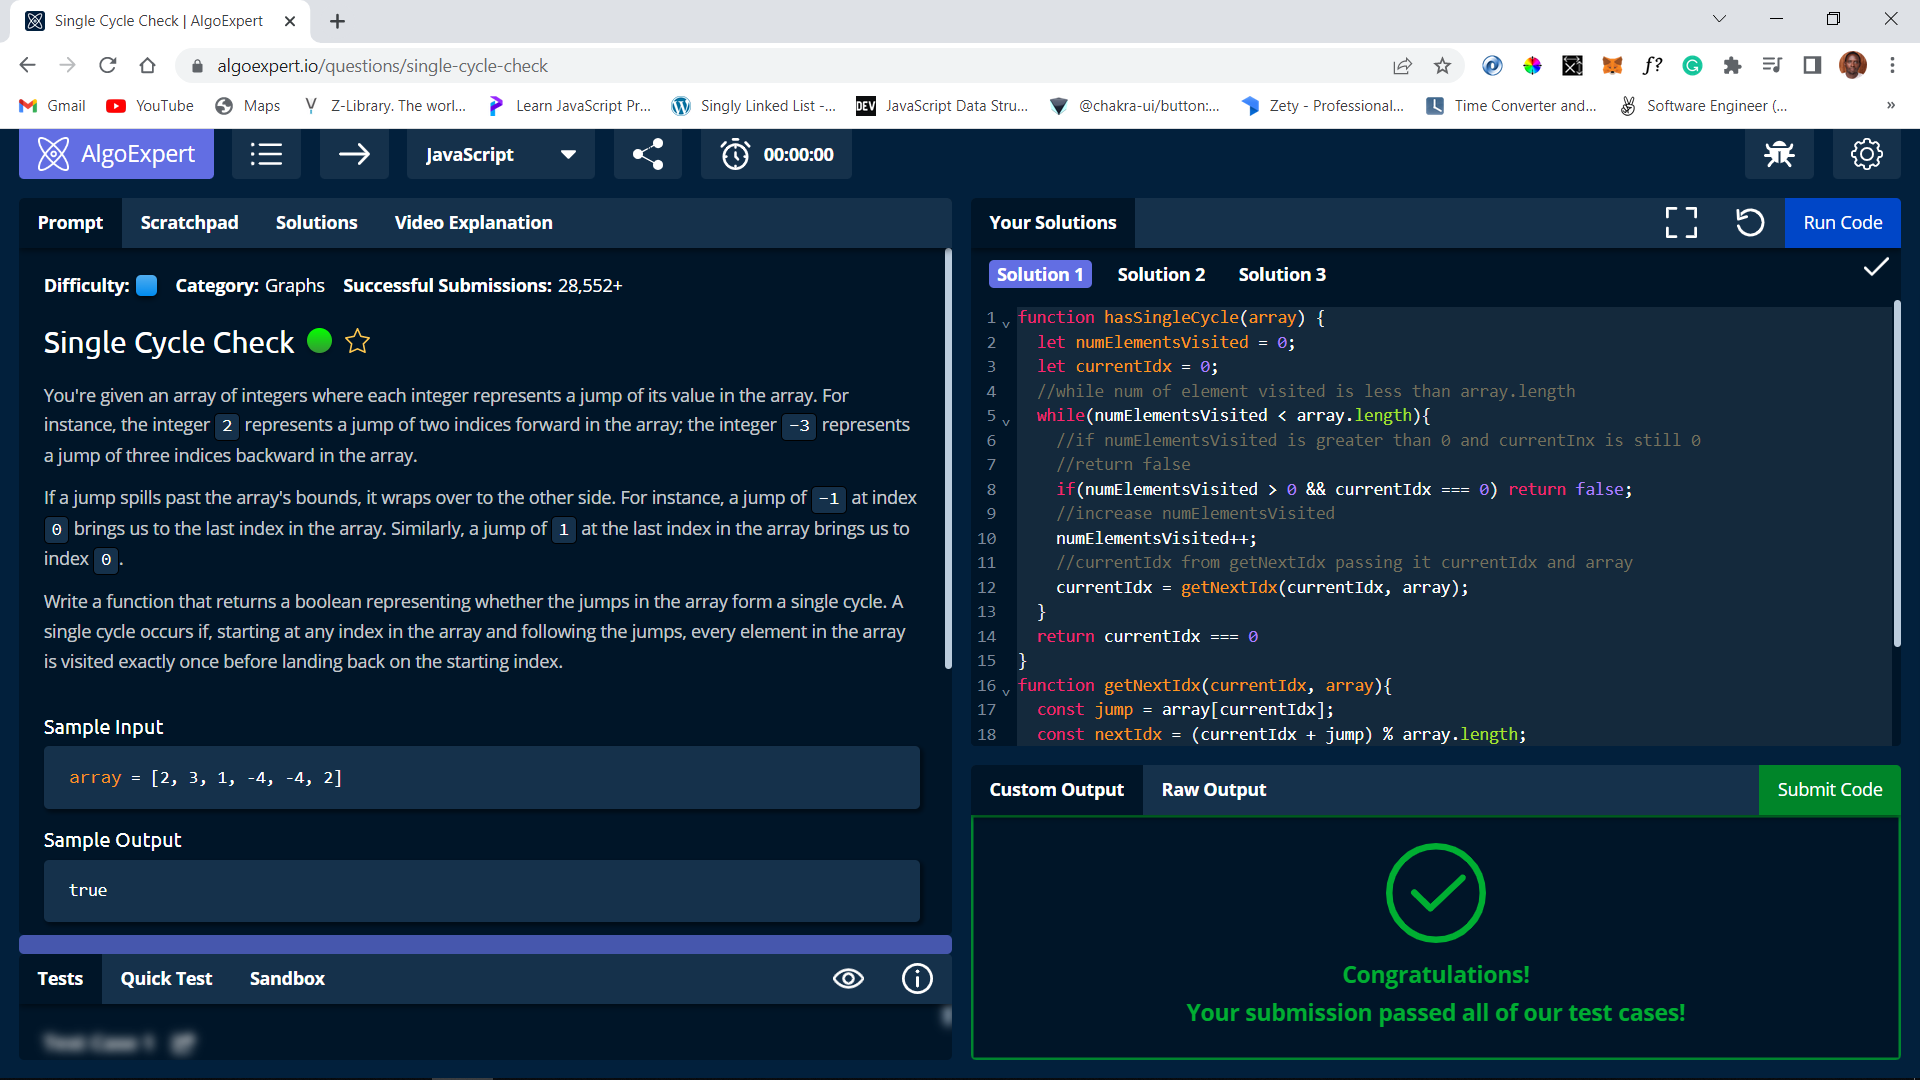 Single Cycle Check | AlgoExpert
algoexpert.io/questions/single-cycle-check
f?
Gmail
YouTube
Maps
Z-Library. The worl...
Learn JavaScript Pr...
Singly Linked List -...
DEV JavaScript Data Stru...
@chakra-ui/button:...
Zety - Professional...
Time Converter and...
Software Engineer (...
»
AlgoExpert
JavaScript
00:00:00
Prompt Scratchpad Solutions Video Explanation
Difficulty: Category: Graphs Successful Submissions: 28,552+
Single Cycle Check
You're given an array of integers where each integer represents a jump of its value in the array. For
instance, the integer 2 represents a jump of two indices forward in the array; the integer -3 represents
a jump of three indices backward in the array.
If a jump spills past the array's bounds, it wraps over to the other side. For instance, a jump of -1 at index
0 brings us to the last index in the array. Similarly, a jump of 1 at the last index in the array brings us to
index 0.
Write a function that returns a boolean representing whether the jumps in the array form a single cycle. A
single cycle occurs if, starting at any index in the array and following the jumps, every element in the array
is visited exactly once before landing back on the starting index.
Sample Input
array = [2, 3, 1, -4, -4, 2]
Sample Output
true
Tests Quick Test Sandbox
Test Case 1
Your Solutions
Run Code
Solution 1 Solution 2 Solution 3
1 function hasSingleCycle(array) {
2 let numElementsVisited = 0;
3 let currentIdx = 0;
4 //while num of element visited is less than array.length
5 while(numElementsVisited < array.length){
6 //if numElementsVisited is greater than 0 and currentInx is still 0
7 //return false
8 if(numElementsVisited > 0 && currentIdx === 0) return false;
9 //increase numElementsVisited
10 numElementsVisited++;
11 //currentIdx from getNextIdx passing it currentIdx and array
12 currentIdx = getNextIdx(currentIdx, array);
13 }
14 return currentIdx === 0
15 }
16 function getNextIdx(currentIdx, array){
17 const jump = array[currentIdx];
18 const nextIdx = (currentIdx + jump) % array.length;
Custom Output Raw Output
Submit Code
Congratulations!
Your submission passed all of our test cases!